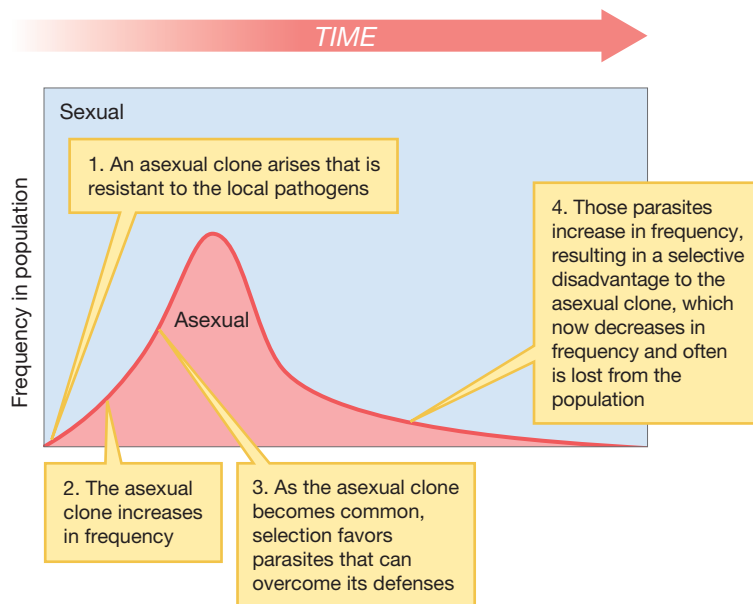 TIME
Sexual
1. An asexual clone arises that is
resistant to the local pathogens
4. Those parasites
increase in frequency,
resulting in a selective
disadvantage to the
asexual clone, which
now decreases in
frequency and often
is lost from the
population
Asexual
Frequency in population
2. The asexual
clone increases
in frequency
3. As the asexual clone
becomes common,
selection favors
parasites that can
overcome its defenses